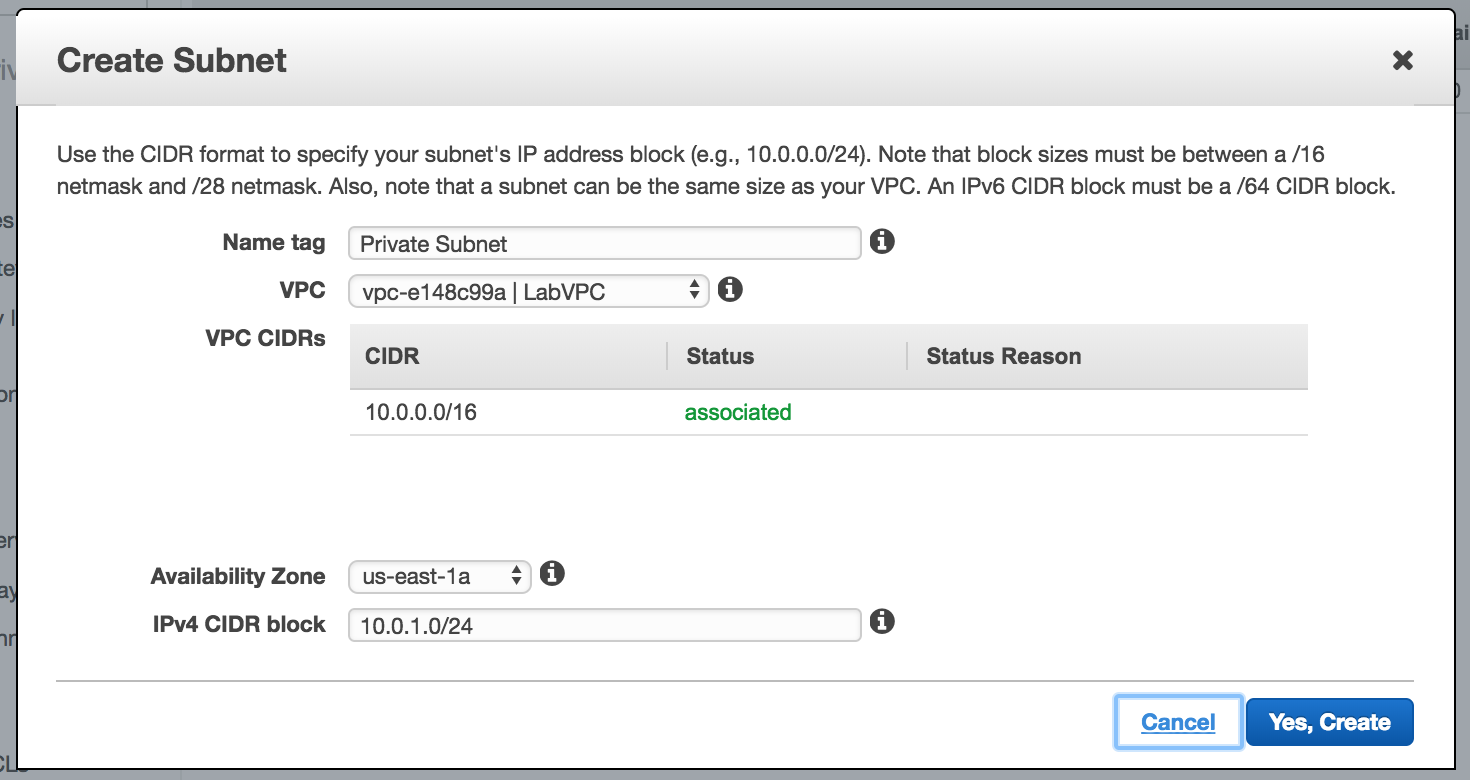 Create Subnet
Use the CIDR format to specify your subnet's IP address block (e.g., 10.0.0.0/24). Note that block sizes must be between a /16
netmask and /28 netmask. Also, note that a subnet can be the same size as your VPC. An IPv6 CIDR block must be a /64 CIDR block.
Name tag Private Subnet
VPC vpc-e148c99a | LabVPC
VPC CIDRs
CIDR Status Status Reason
10.0.0.0/16 associated
Availability Zone us-east-1a
IPv4 CIDR block 10.0.1.0/24
Cancel Yes, Create